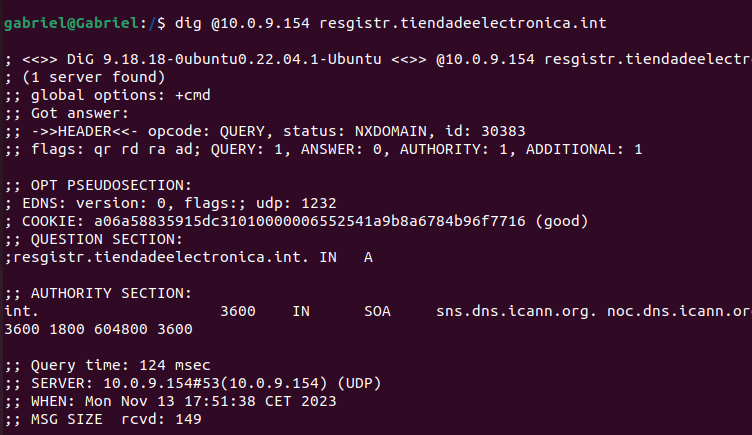 gabriel@Gabriel:/$ dig @10.0.9.154 resgistr.tiendadeelectronica.int
; <<>> DiG 9.18.18-0ubuntu0.22.04.1-Ubuntu <<>> @10.0.9.154 resgistr.tiendadeelectr
; (1 server found)
;; global options: +cmd
;; Got answer:
;; ->>HEADER<<- opcode: QUERY, status: NXDOMAIN, id: 30383
;; flags: qr rd ra ad; QUERY: 1, ANSWER: 0, AUTHORITY: 1, ADDITIONAL: 1
;; OPT PSEUDOSECTION:
; EDNS: version: 0, flags:; udp: 1232
; COOKIE: a06a58835915dc31010000006552541a9b8a6784b96f7716 (good)
;; QUESTION SECTION:
;resgistr.tiendadeelectronica.int. IN A
;; AUTHORITY SECTION:
int. 3600 IN SOA sns.dns.icann.org. noc.dns.icann.or
3600 1800 604800 3600
;; Query time: 124 msec
;; SERVER: 10.0.9.154#53(10.0.9.154) (UDP)
;; WHEN: Mon Nov 13 17:51:38 CET 2023
;; MSG SIZE rcvd: 149